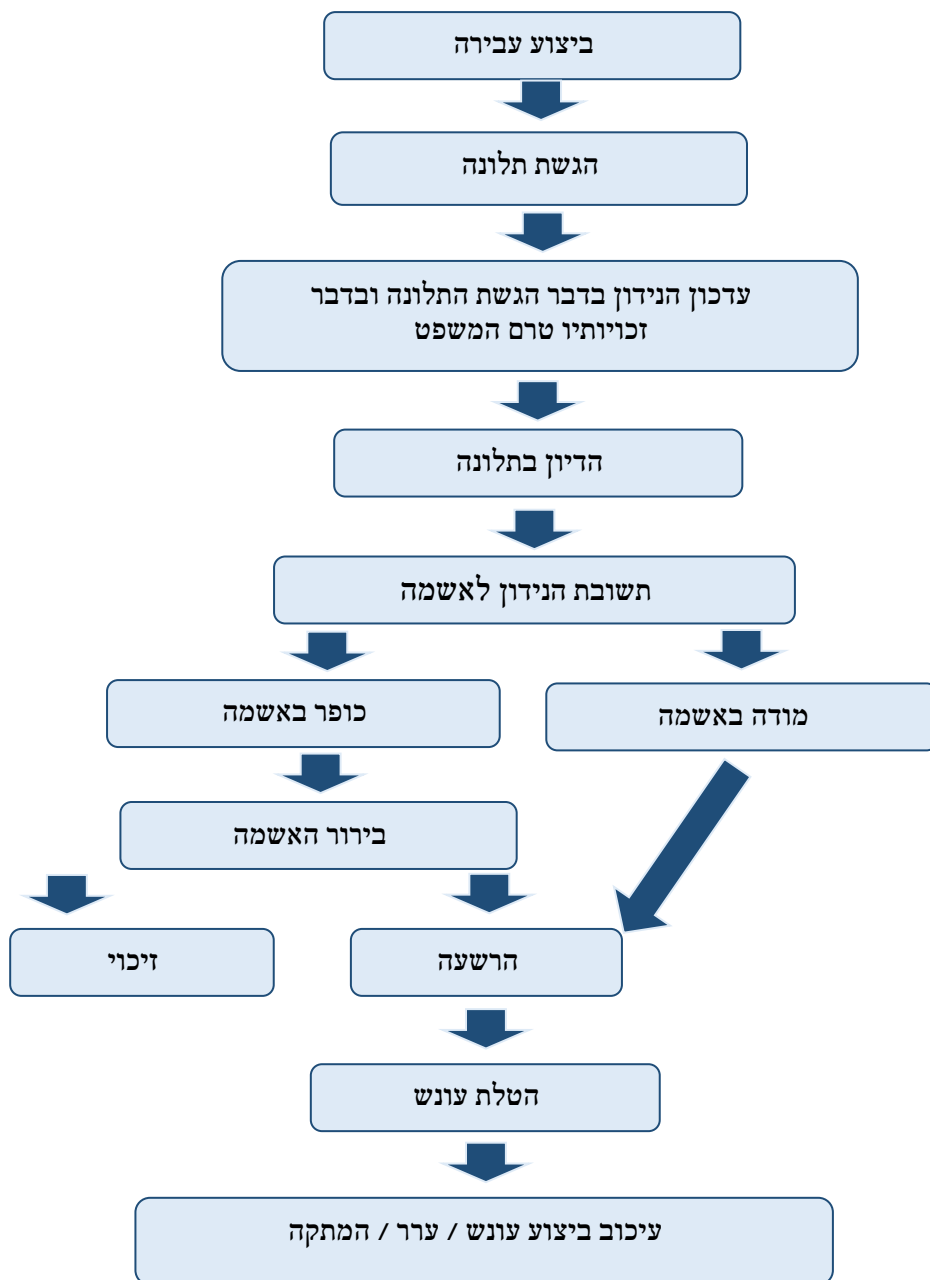 ביצוע עבירה
הגשת תלונה
עדכון הנידון בדבר הגשת התלונה ובדבר
זכויותיו טרם המשפט
הדיון בתלונה
תשובת הנידון לאשמה
מודה באשמה
כופר באשמה
בירור האשמה
הרשעה
זיכוי
הטלת עונש
עיכוב ביצוע עונש / ערר / המתקה